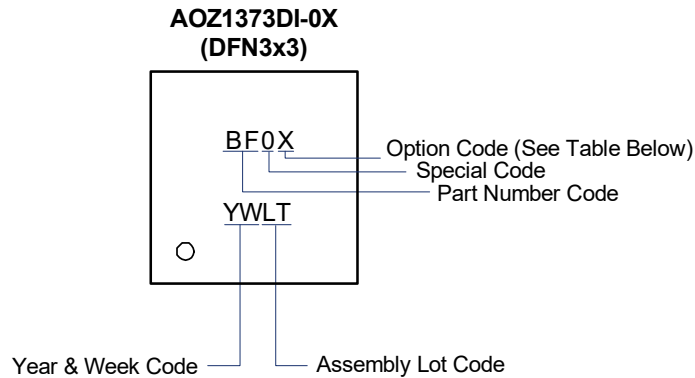 AOZ1373DI-0X
(DFN3x3)
BF0X
Option Code (See Table Below)
Special Code
Part Number Code
YWLT
Year & Week Code
Assembly Lot Code